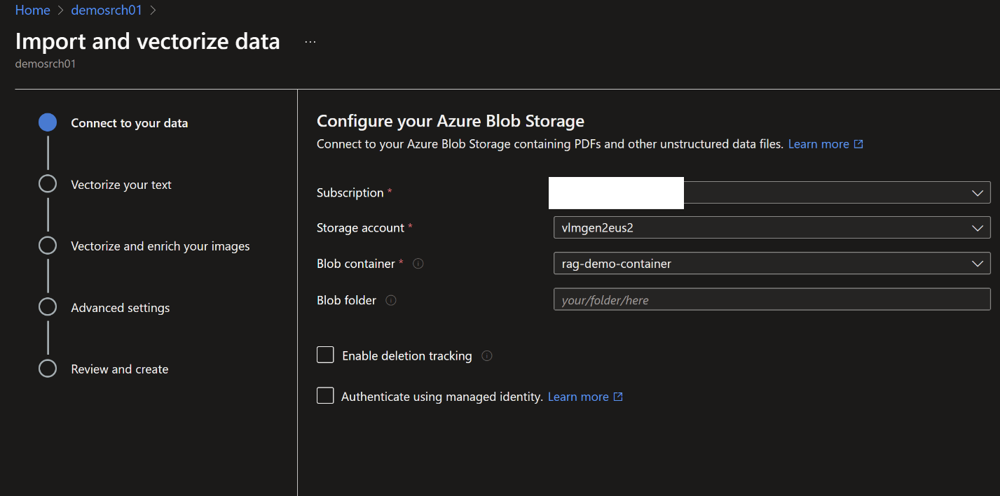 Home > demosrch01 >
Import and vectorize data ...
demosrch01
Connect to your data
Vectorize your text
Vectorize and enrich your images
Advanced settings
Review and create
Configure your Azure Blob Storage
Connect to your Azure Blob Storage containing PDFs and other unstructured data files. Learn more
Subscription *
Storage account * vlmgen2eus2
Blob container * rag-demo-container
Blob folder your/folder/here
Enable deletion tracking
Authenticate using managed identity. Learn more